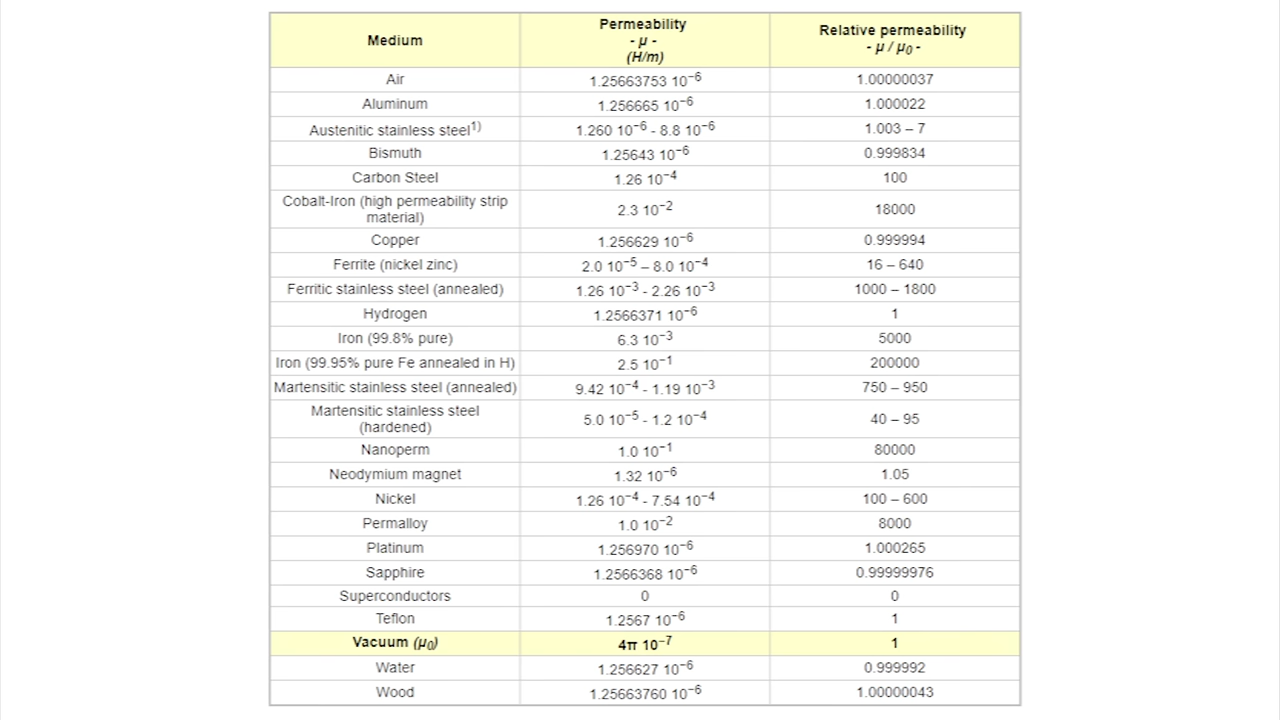 Medium Permeability - μ - (H/m) Relative permeability - μ / μ0 -
Air 1.25663753 10−6 1.00000037
Aluminum 1.256665 10−6 1.000022
Austenitic stainless steel1) 1.260 10−6 - 8.8 10−6 1.003 – 7
Bismuth 1.25643 10−6 0.999834
Carbon Steel 1.26 10−4 100
Cobalt-Iron (high permeability strip material) 2.3 10−2 18000
Copper 1.256629 10−6 0.999994
Ferrite (nickel zinc) 2.0 10−5 – 8.0 10−4 16 – 640
Ferritic stainless steel (annealed) 1.26 10−3 - 2.26 10−3 1000 – 1800
Hydrogen 1.2566371 10−6 1
Iron (99.8% pure) 6.3 10−3 5000
Iron (99.95% pure Fe annealed in H) 2.5 10−1 200000
Martensitic stainless steel (annealed) 9.42 10−4 - 1.19 10−3 750 – 950
Martensitic stainless steel (hardened) 5.0 10−5 - 1.2 10−4 40 – 95
Nanoperm 1.0 10−1 80000
Neodymium magnet 1.32 10−6 1.05
Nickel 1.26 10−4 - 7.54 10−4 100 – 600
Permalloy 1.0 10−2 8000
Platinum 1.256970 10−6 1.000265
Sapphire 1.2566368 10−6 0.99999976
Superconductors 0 0
Teflon 1.2567 10−6 1
Vacuum (μ0) 4π 10−7 1
Water 1.256627 10−6 0.999992
Wood 1.25663760 10−6 1.00000043